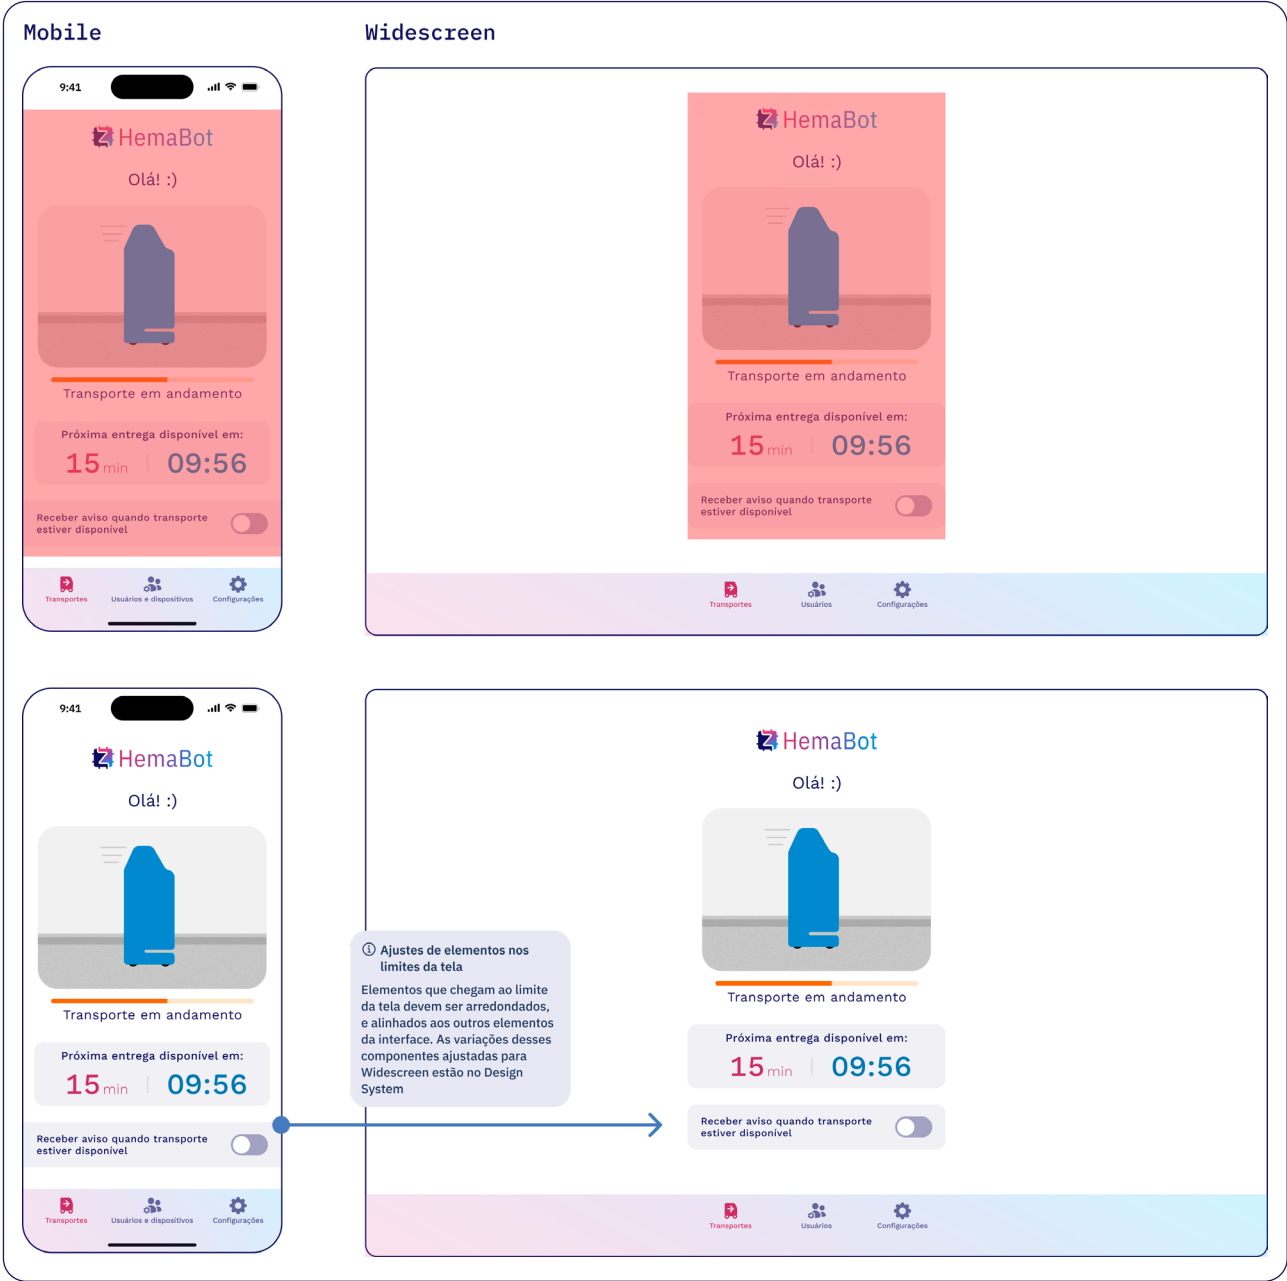 Mobile
Widescreen
9:41
HemaBot
Olá! :)
Transporte em andamento
Próxima entrega disponível em:
15 min
09:56
Receber aviso quando transporte
estiver disponível
Transportes
Usuários e dispositivos
Configurações
HemaBot
Olá! :)
Transporte em andamento
Próxima entrega disponível em:
15 min
09:56
Receber aviso quando transporte
estiver disponível
Transportes
Usuários
Configurações
9:41
HemaBot
Olá! :)
Transporte em andamento
Próxima entrega disponível em:
15 min
09:56
Receber aviso quando transporte
estiver disponível
Transportes
Usuários e dispositivos
Configurações
Ajustes de elementos nos
limites da tela
Elementos que chegam ao limite
da tela devem ser arredondados,
e alinhados aos outros elementos
da interface. As variações desses
componentes ajustadas para
Widescreen estão no Design
System
HemaBot
Olá! :)
Transporte em andamento
Próxima entrega disponível em:
15 min
09:56
Receber aviso quando transporte
estiver disponível
Transportes
Usuários
Configurações